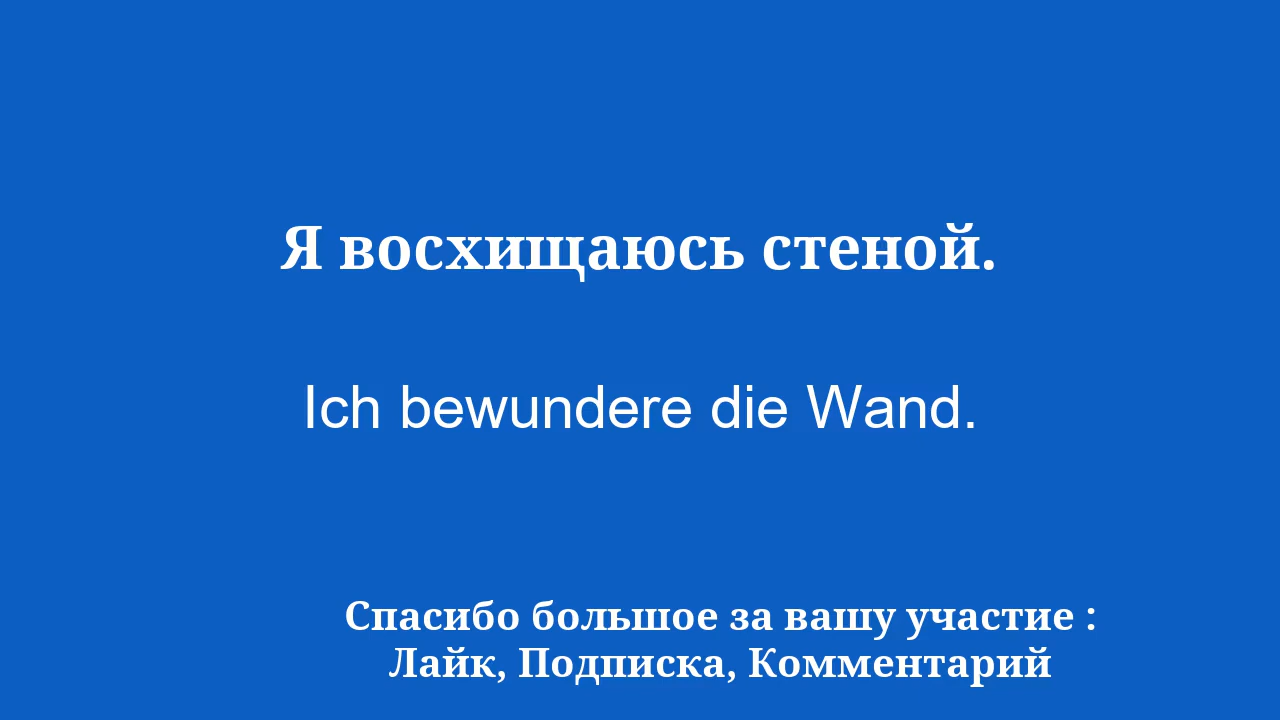 Я восхищаюсь стеной.
Ich bewundere die Wand.
Спасибо большое за вашу участие :
Лайк, Подписка, Комментарий